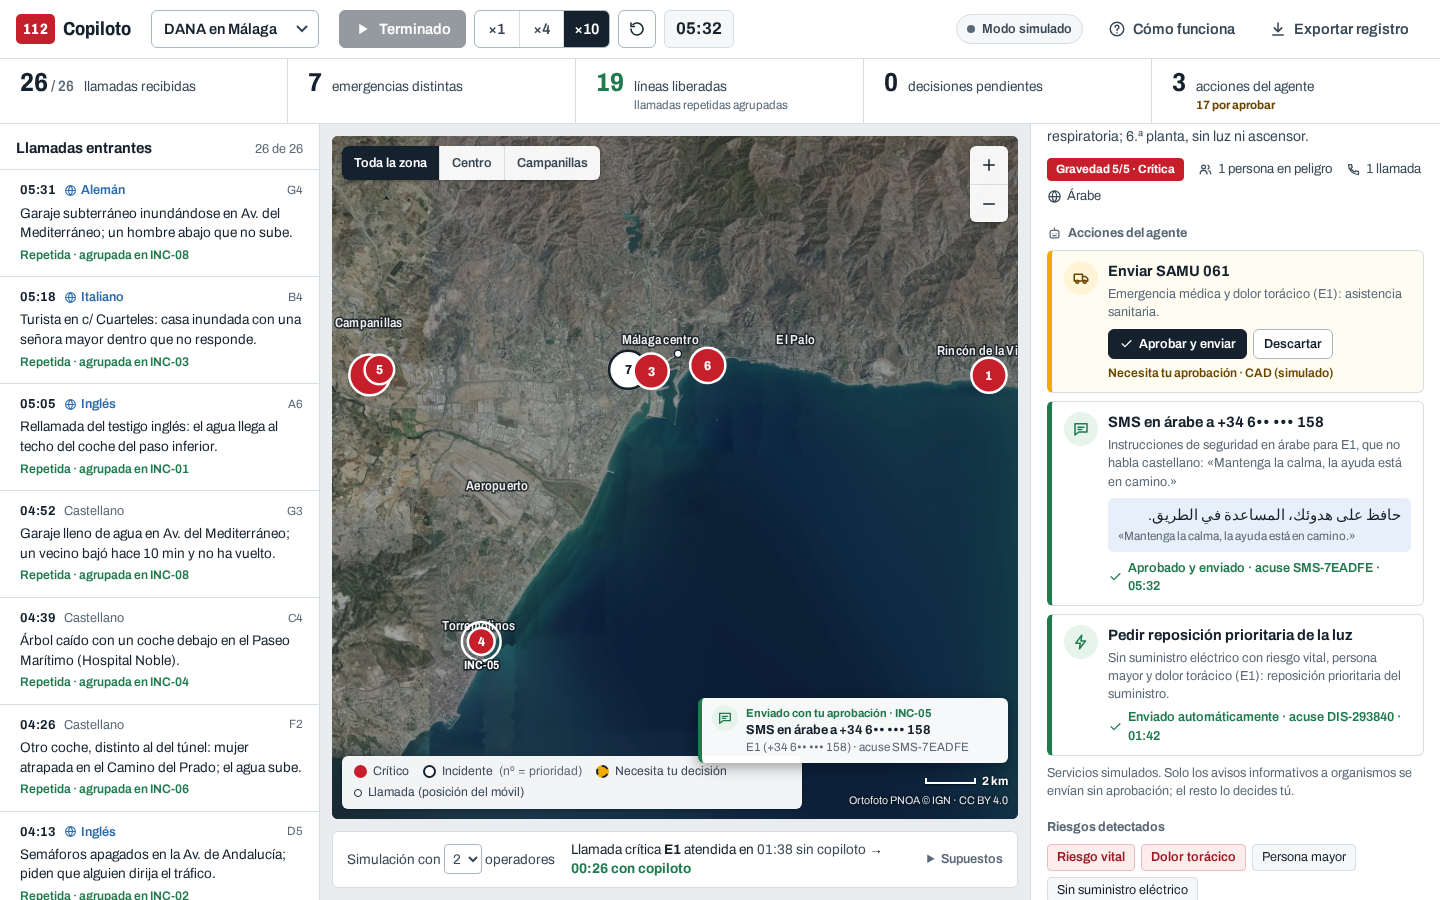 112 Copiloto
DANA en Málaga
Terminado
×1 ×4 ×10
05:32
Modo simulado
Cómo funciona
Exportar registro
26 / 26 llamadas recibidas
7 emergencias distintas
19 líneas liberadas
llamadas repetidas agrupadas
0 decisiones pendientes
3 acciones del agente
17 por aprobar
Llamadas entrantes 26 de 26
05:31 Alemán G4
Garaje subterráneo inundándose en Av. del
Mediterráneo; un hombre abajo que no sube.
Repetida · agrupada en INC-08
05:18 Italiano B4
Turista en c/ Cuarteles: casa inundada con una
señora mayor dentro que no responde.
Repetida · agrupada en INC-03
05:05 Inglés A6
Rellamada del testigo inglés: el agua llega al
techo del coche del paso inferior.
Repetida · agrupada en INC-01
04:52 Castellano G3
Garaje lleno de agua en Av. del Mediterráneo;
un vecino bajó hace 10 min y no ha vuelto.
Repetida · agrupada en INC-08
04:39 Castellano C4
Árbol caído con un coche debajo en el Paseo
Marítimo (Hospital Noble).
Repetida · agrupada en INC-04
04:26 Castellano F2
Otro coche, distinto al del túnel: mujer
atrapada en el Camino del Prado; el agua sube.
Repetida · agrupada en INC-06
04:13 Inglés D5
Semáforos apagados en la Av. de Andalucía;
piden que alguien dirija el tráfico.
Repetida · agrupada en INC-02
Toda la zona Centro Campanillas
+
−
Campanillas
5
Málaga centro
El Palo
Rincón de la Vi
7 3 6 1
Aeropuerto
Torremolinos
4
INC-05
Enviado con tu aprobación · INC-05
SMS en árabe a +34 6•• ••• 158
E1 (+34 6•• ••• 158) · acuse SMS-7EADFE
Crítico Incidente (nº = prioridad) Necesita tu decisión
Llamada (posición del móvil)
2 km
Ortofoto PNOA © IGN · CC BY 4.0
Simulación con 2 operadores
Llamada crítica E1 atendida en 01:38 sin copiloto →
00:26 con copiloto
Supuestos
respiratoria; 6.ª planta, sin luz ni ascensor.
Gravedad 5/5 · Crítica 1 persona en peligro 1 llamada
Árabe
Acciones del agente
Enviar SAMU 061
Emergencia médica y dolor torácico (E1): asistencia
sanitaria.
Aprobar y enviar Descartar
Necesita tu aprobación · CAD (simulado)
SMS en árabe a +34 6•• ••• 158
Instrucciones de seguridad en árabe para E1, que no
habla castellano: «Mantenga la calma, la ayuda está
en camino.»
حافظ على هدوئك، المساعدة في الطريق.
«Mantenga la calma, la ayuda está en camino.»
Aprobado y enviado · acuse SMS-7EADFE ·
05:32
Pedir reposición prioritaria de la luz
Sin suministro eléctrico con riesgo vital, persona
mayor y dolor torácico (E1): reposición prioritaria del
suministro.
Enviado automáticamente · acuse DIS-293840 ·
01:42
Servicios simulados. Solo los avisos informativos a organismos se
envían sin aprobación; el resto lo decides tú.
Riesgos detectados
Riesgo vital Dolor torácico Persona mayor
Sin suministro eléctrico